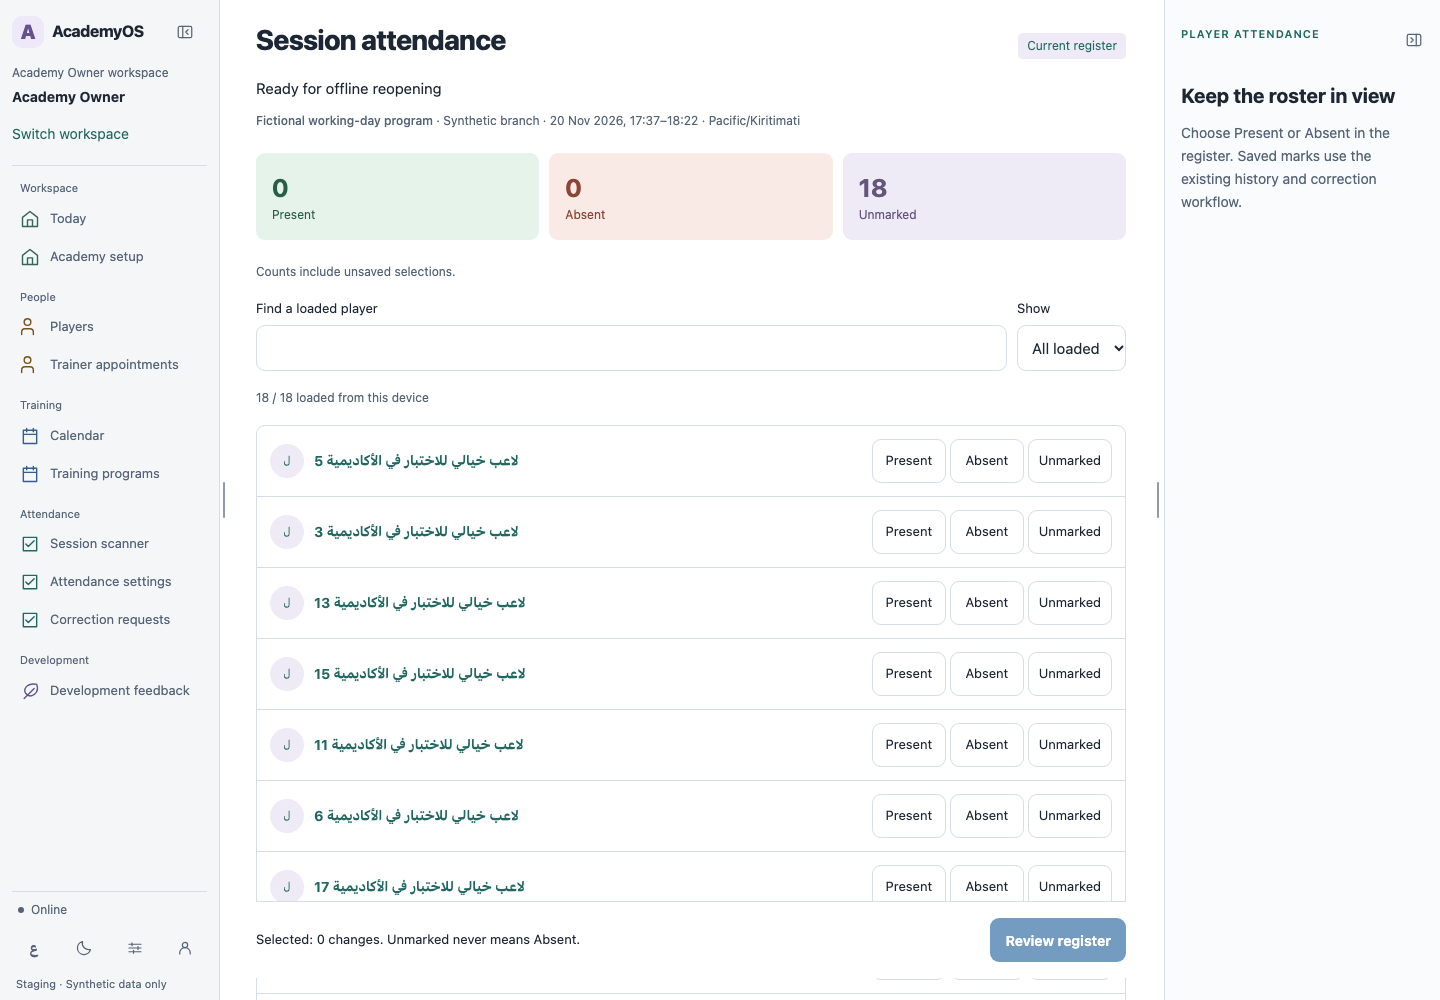 A AcademyOS
Academy Owner workspace
Academy Owner
Switch workspace
Workspace
Today
Academy setup
People
Players
Trainer appointments
Training
Calendar
Training programs
Attendance
Session scanner
Attendance settings
Correction requests
Development
Development feedback
Online
ع
Staging · Synthetic data only
Session attendance
Current register
Ready for offline reopening
Fictional working-day program · Synthetic branch · 20 Nov 2026, 17:37–18:22 · Pacific/Kiritimati
0
Present
0
Absent
18
Unmarked
Counts include unsaved selections.
Find a loaded player
Show
All loaded
18 / 18 loaded from this device
ل لاعب خيالي للاختبار في الأكاديمية 5 Present Absent Unmarked
ل لاعب خيالي للاختبار في الأكاديمية 3 Present Absent Unmarked
ل لاعب خيالي للاختبار في الأكاديمية 13 Present Absent Unmarked
ل لاعب خيالي للاختبار في الأكاديمية 15 Present Absent Unmarked
ل لاعب خيالي للاختبار في الأكاديمية 11 Present Absent Unmarked
ل لاعب خيالي للاختبار في الأكاديمية 6 Present Absent Unmarked
ل لاعب خيالي للاختبار في الأكاديمية 17 Present Absent Unmarked
Selected: 0 changes. Unmarked never means Absent.
Review register
PLAYER ATTENDANCE
Keep the roster in view
Choose Present or Absent in the
register. Saved marks use the
existing history and correction
workflow.